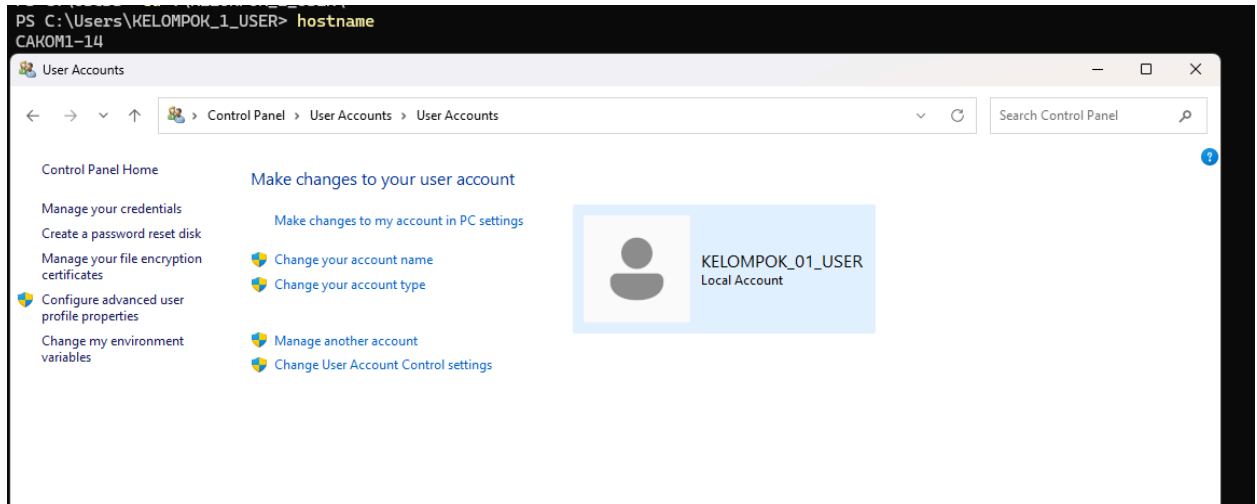 PS C:\Users\KELOMPOK_1_USER> hostname
CAKOM1-14
User Accounts
Control Panel > User Accounts > User Accounts
Search Control Panel
Control Panel Home
Manage your credentials
Create a password reset disk
Manage your file encryption
certificates
Configure advanced user
profile properties
Change my environment
variables
Make changes to your user account
Make changes to my account in PC settings
Change your account name
Change your account type
Manage another account
Change User Account Control settings
KELOMPOK_01_USER
Local Account